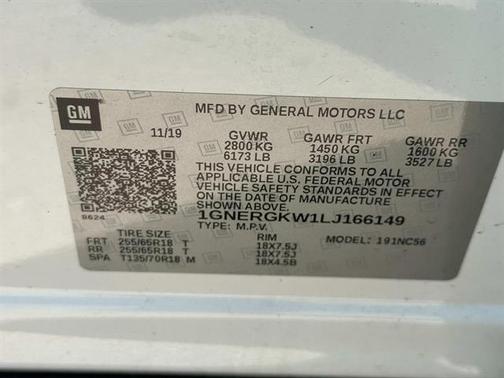 GM
MFD BY GENERAL MOTORS LLC
11/19 GVWR GAWR FRT GAWR RR
2800 KG 1450 KG 1600 KG
6173 LB 3196 LB 3527 LB
THIS VEHICLE CONFORMS TO ALL
APPLICABLE U.S. FEDERAL MOTOR
VEHICLE SAFETY STANDARDS IN EFFECT
ON THE DATE OF MANUFACTURE SHOWN ABOVE.
8624 1GNERGKW1LJ166149
TYPE: M.P.V. MODEL: 191NC56
TIRE SIZE RIM
FRT 255/65R18 T 18X7.5J
RR 255/65R18 T 18X7.5J
SPA T135/70R18 M 18X4.5B